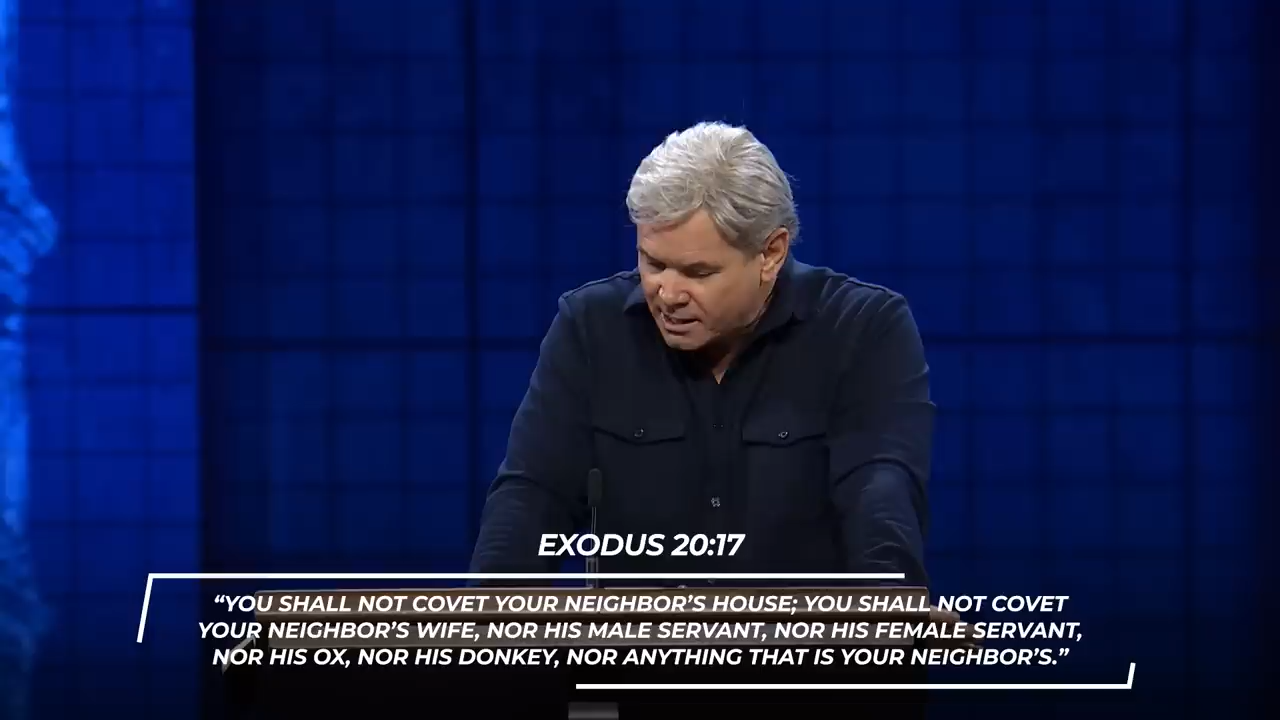 EXODUS 20:17
“YOU SHALL NOT COVET YOUR NEIGHBOR’S HOUSE; YOU SHALL NOT COVET
YOUR NEIGHBOR’S WIFE, NOR HIS MALE SERVANT, NOR HIS FEMALE SERVANT,
NOR HIS OX, NOR HIS DONKEY, NOR ANYTHING THAT IS YOUR NEIGHBOR’S.”